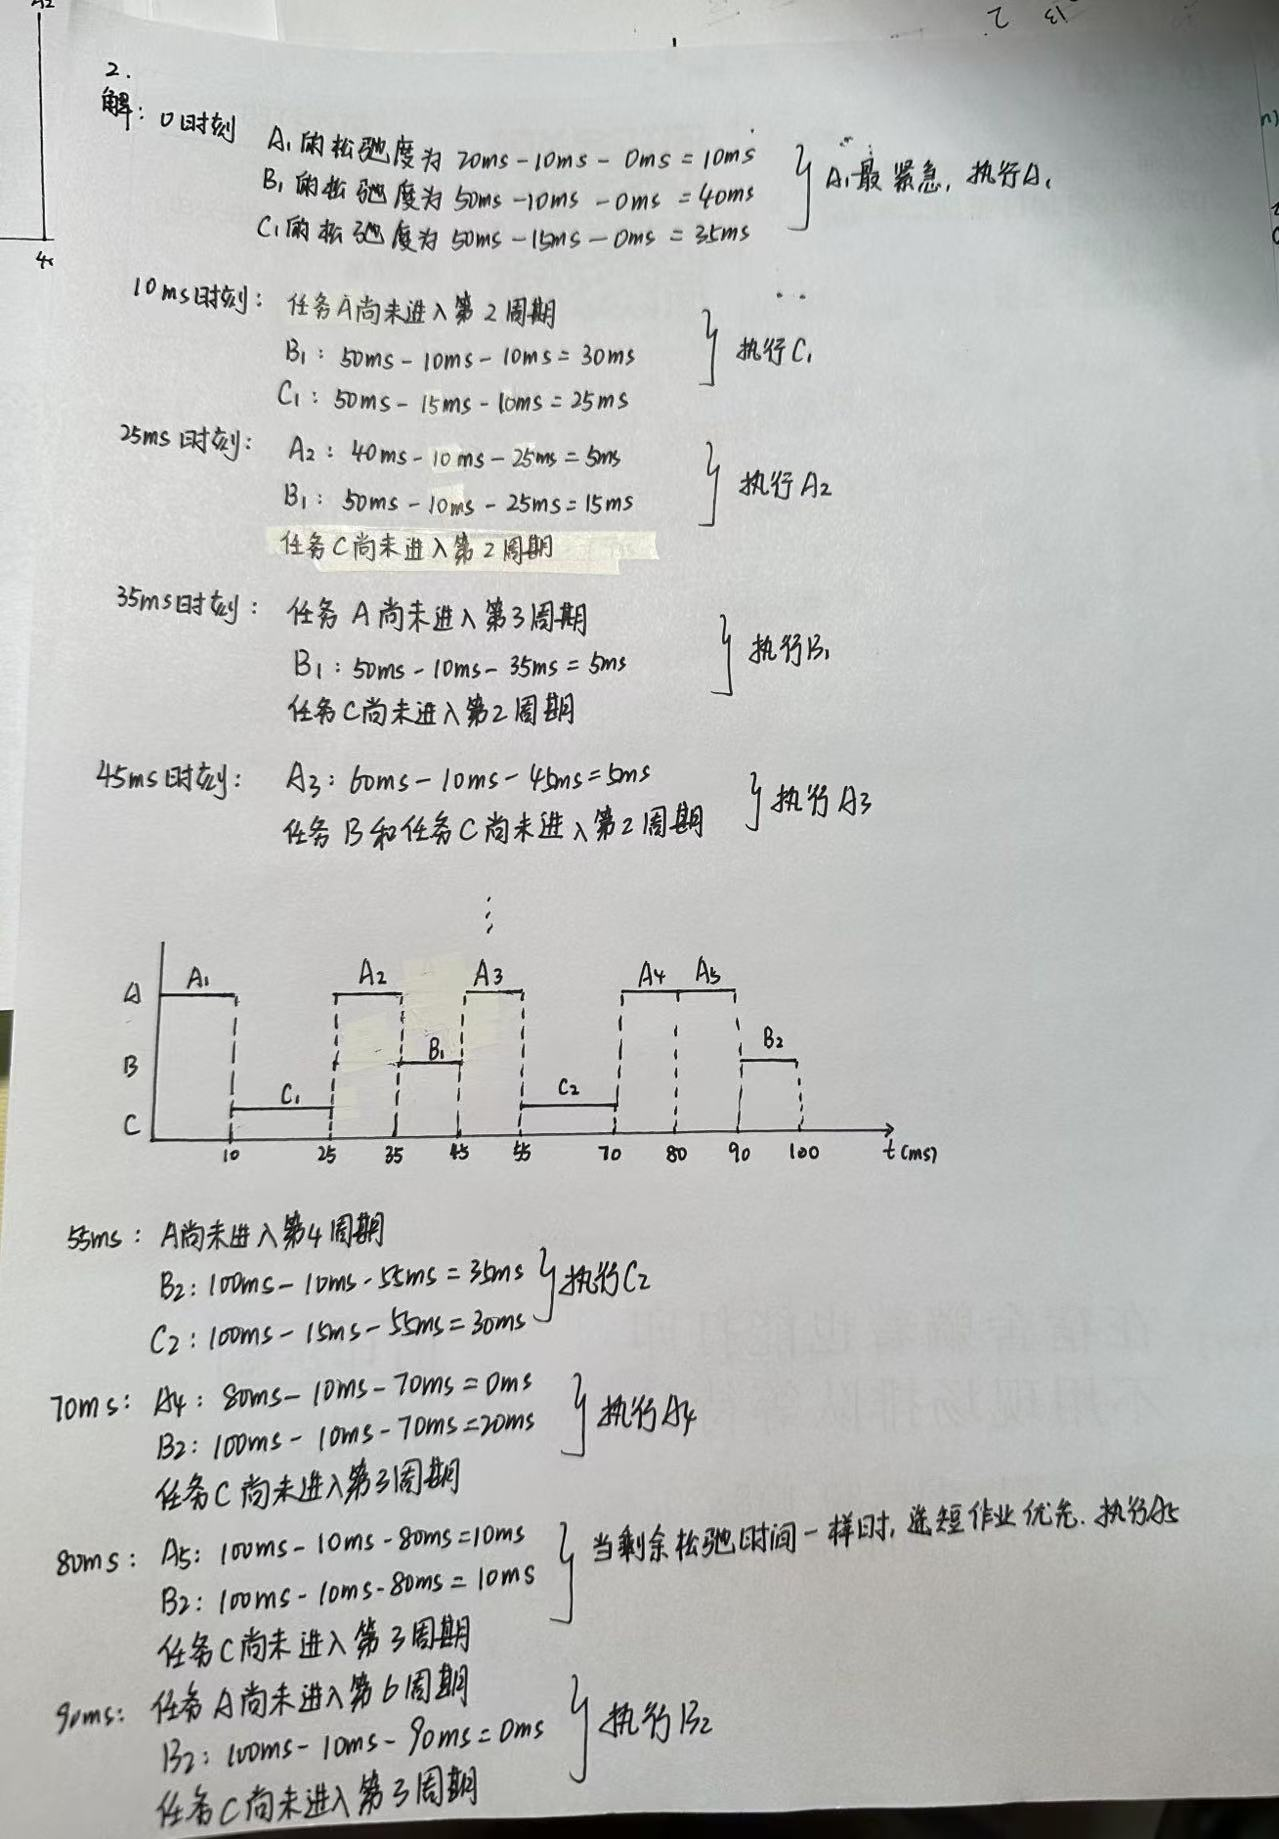 2.
解: 0时刻 A₁的松弛度为 20ms-10ms-0ms=10ms
B₁的松弛度为 50ms-10ms-0ms=40ms
C₁的松弛度为 50ms-15ms-0ms=35ms
A₁最紧急, 执行A₁
10ms时刻: 任务A尚未进入第2周期
B₁: 50ms-10ms-10ms=30ms
C₁: 50ms-15ms-10ms=25ms
执行C₁
25ms时刻: A2: 40ms-10ms-25ms=5ms
B₁: 50ms-10ms-25ms=15ms
任务C尚未进入第2周期
执行A2
35ms时刻: 任务A尚未进入第3周期
B₁: 50ms-10ms-35ms=5ms
任务C尚未进入第2周期
执行B₁
45ms时刻: A3: 60ms-10ms-45ms=5ms
任务B和任务C尚未进入第2周期
执行A3
A A₁ A2 A3 A4 A5
B B₁ B2
C C₁ C2
10 25 35 45 55 70 80 90 100 t(ms)
55ms: A尚未进入第4周期
B2: 100ms-10ms-55ms=35ms
C2: 100ms-15ms-55ms=30ms
执行C2
70ms: A4: 80ms-10ms-70ms=0ms
B2: 100ms-10ms-70ms=20ms
任务C尚未进入第3周期
执行A4
80ms: A5: 100ms-10ms-80ms=10ms
B2: 100ms-10ms-80ms=10ms
任务C尚未进入第3周期
当剩余松弛时间一样时, 选短作业优先. 执行A5
90ms: 任务A尚未进入第6周期
B2: 100ms-10ms-90ms=0ms
任务C尚未进入第3周期
执行B2